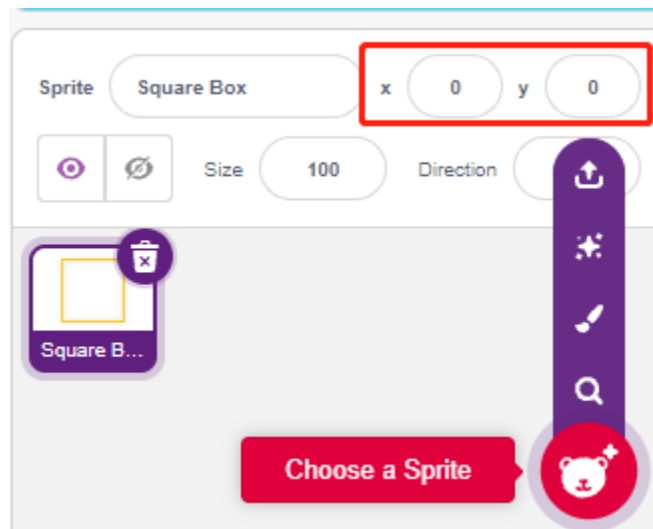 Sprite Square Box x 0 y 0
Size 100 Direction
Square B...
Choose a Sprite